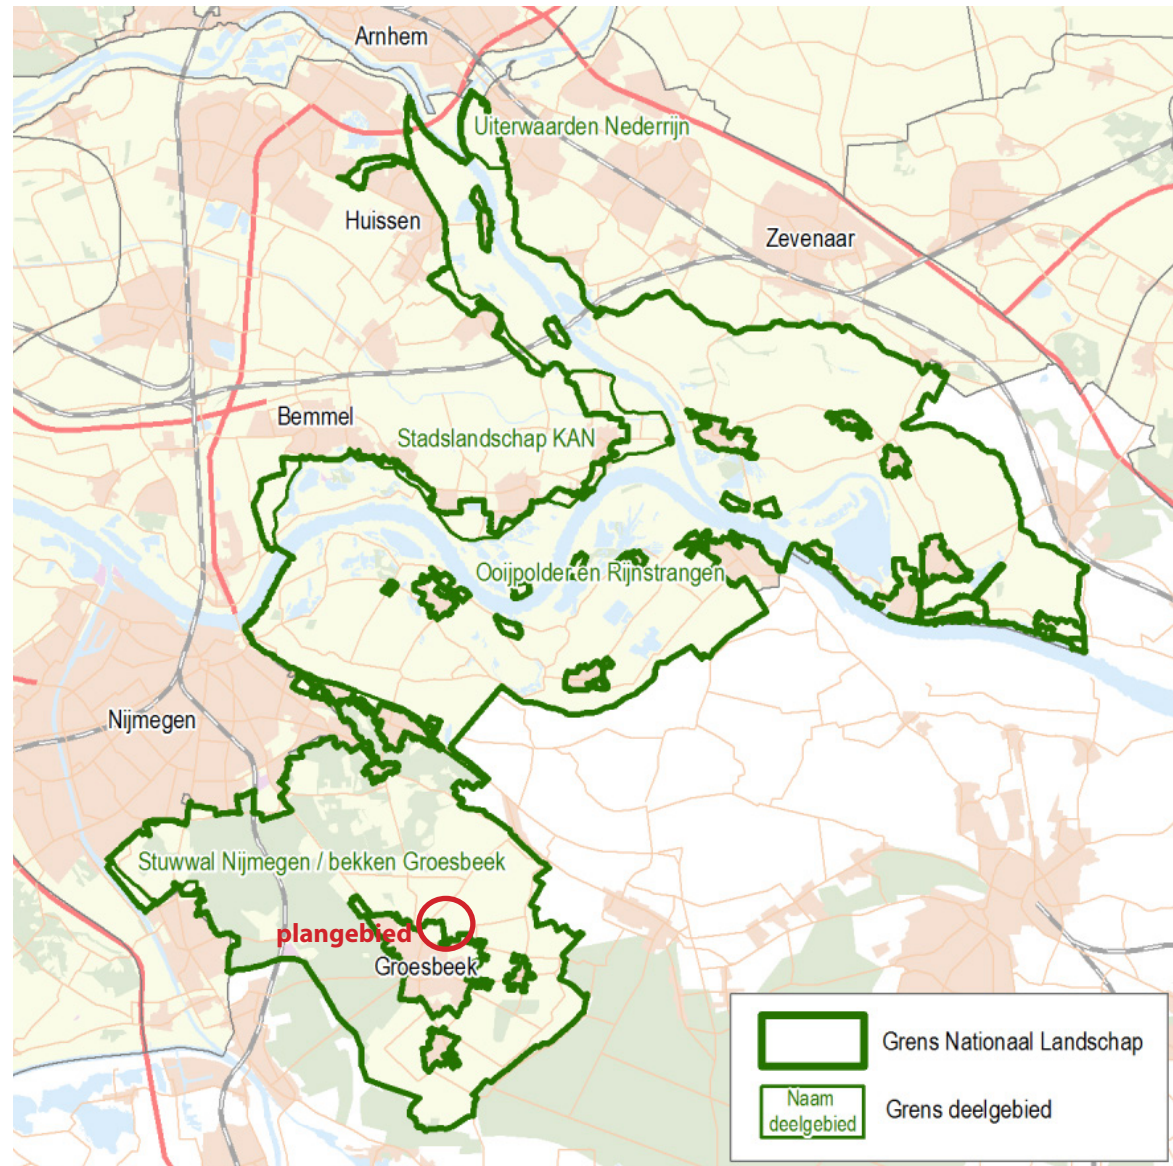 Arnhem
Uiterwaarden Nederrijn
Huissen
Zevenaar
Bemmel
Stadslandschap KAN
Ooijpolder en Rijnstrangen
Nijmegen
Stuwwal Nijmegen / bekken Groesbeek
plangebied
Groesbeek
Grens Nationaal Landschap
Naam
deelgebied
Grens deelgebied